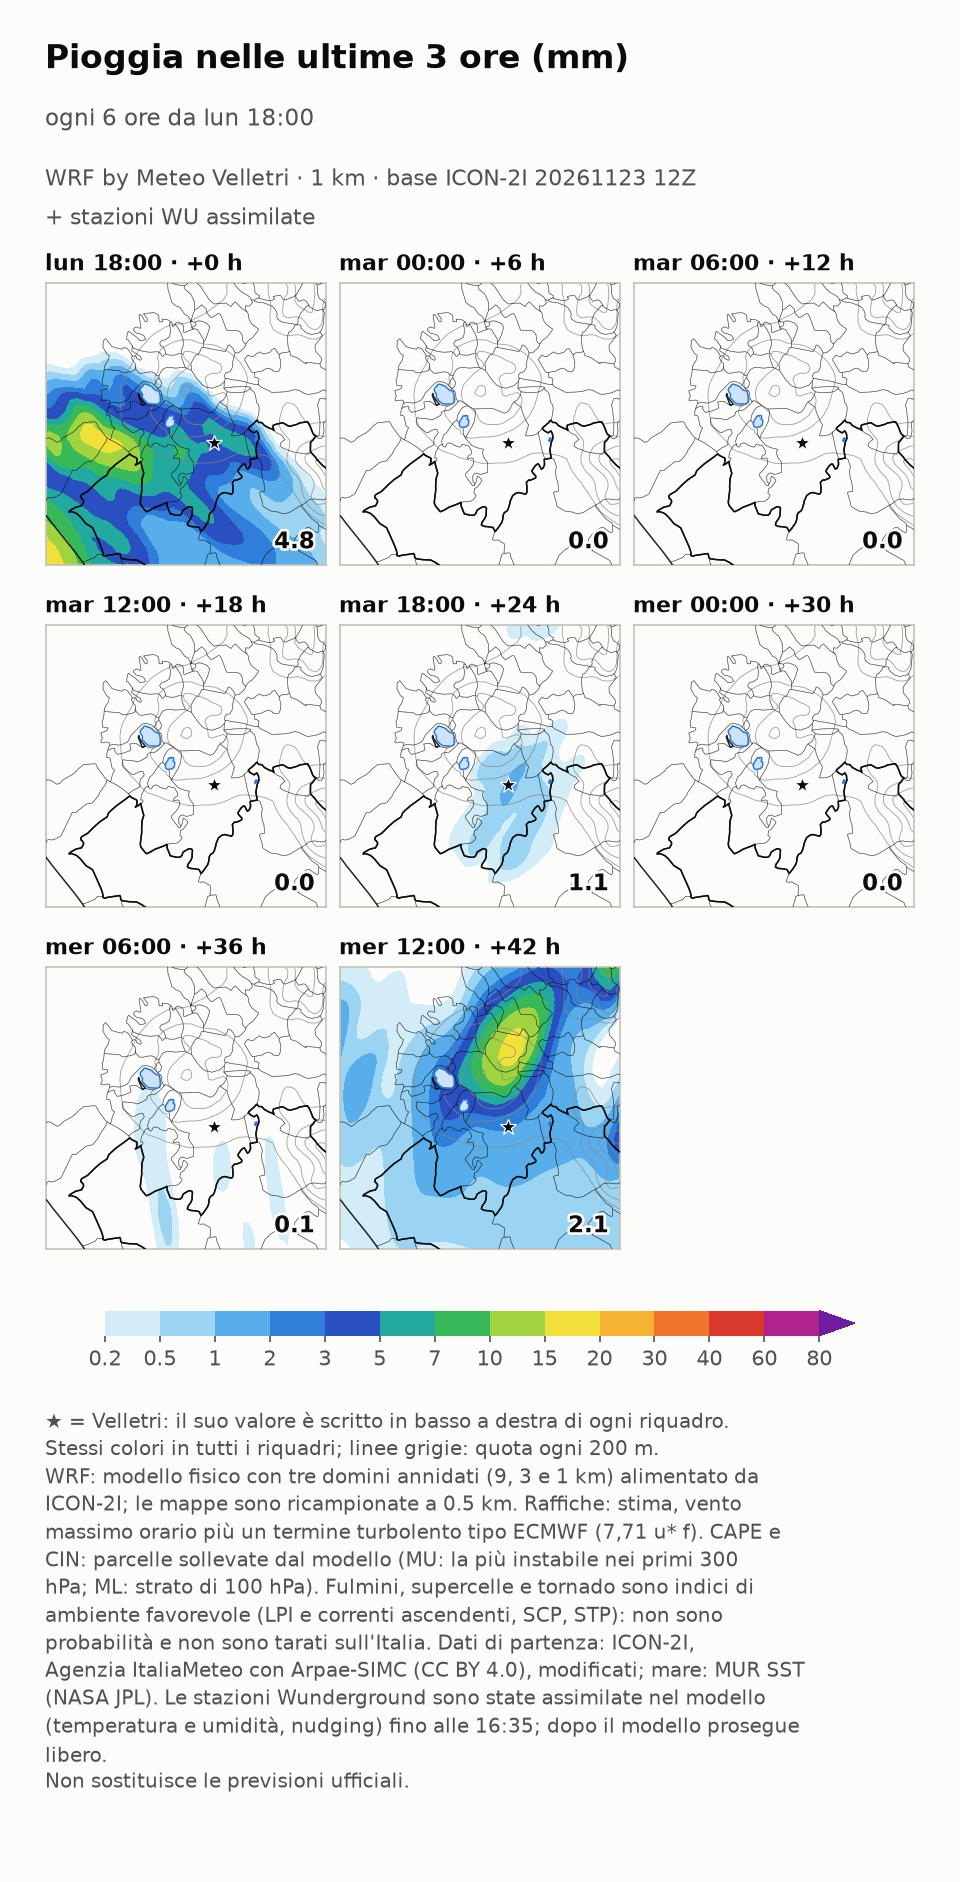 Pioggia nelle ultime 3 ore (mm)
ogni 6 ore da lun 18:00
WRF by Meteo Velletri · 1 km · base ICON-2I 20261123 12Z
+ stazioni WU assimilate
lun 18:00 · +0 h
mar 00:00 · +6 h
mar 06:00 · +12 h
4.8
0.0
0.0
mar 12:00 · +18 h
mar 18:00 · +24 h
mer 00:00 · +30 h
0.0
1.1
0.0
mer 06:00 · +36 h
mer 12:00 · +42 h
0.1
2.1
0.2 0.5 1 2 3 5 7 10 15 20 30 40 60 80
★ = Velletri: il suo valore è scritto in basso a destra di ogni riquadro.
Stessi colori in tutti i riquadri; linee grigie: quota ogni 200 m.
WRF: modello fisico con tre domini annidati (9, 3 e 1 km) alimentato da
ICON-2I; le mappe sono ricampionate a 0.5 km. Raffiche: stima, vento
massimo orario più un termine turbolento tipo ECMWF (7,71 u* f). CAPE e
CIN: parcelle sollevate dal modello (MU: la più instabile nei primi 300
hPa; ML: strato di 100 hPa). Fulmini, supercelle e tornado sono indici di
ambiente favorevole (LPI e correnti ascendenti, SCP, STP): non sono
probabilità e non sono tarati sull'Italia. Dati di partenza: ICON-2I,
Agenzia ItaliaMeteo con Arpae-SIMC (CC BY 4.0), modificati; mare: MUR SST
(NASA JPL). Le stazioni Wunderground sono state assimilate nel modello
(temperatura e umidità, nudging) fino alle 16:35; dopo il modello prosegue
libero.
Non sostituisce le previsioni ufficiali.